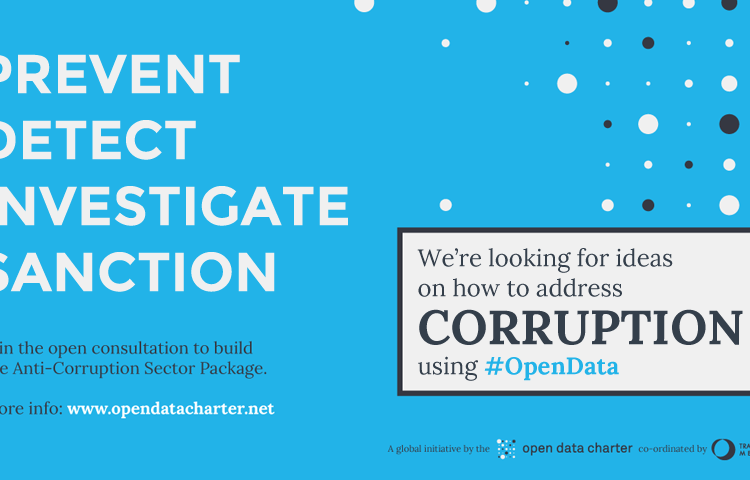 PREVENT
DETECT
INVESTIGATE
SANCTION
in the open consultation to build
e Anti-Corruption Sector Package.
ore info: www.opendatacharter.net
We're looking for ideas
on how to address
CORRUPTION
using #OpenData
A global initiative by the open data charter co-ordinated by